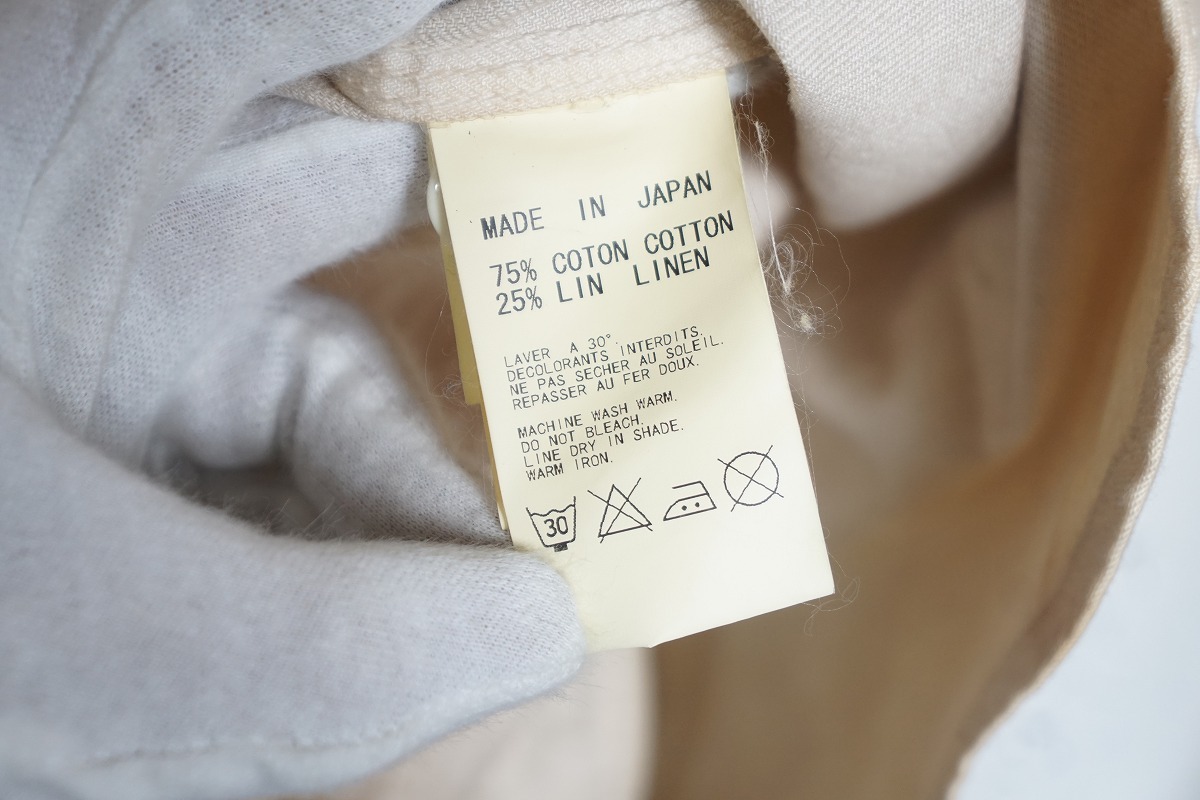 MADE IN JAPAN
75% COTON COTTON
25% LIN LINEN
LAVER A 30°.
DECOLORANTS INTERDITS.
NE PAS SECHER AU SOLEIL.
REPASSER AU FER DOUX.
MACHINE WASH WARM.
DO NOT BLEACH.
LINE DRY IN SHADE.
WARM IRON.
30